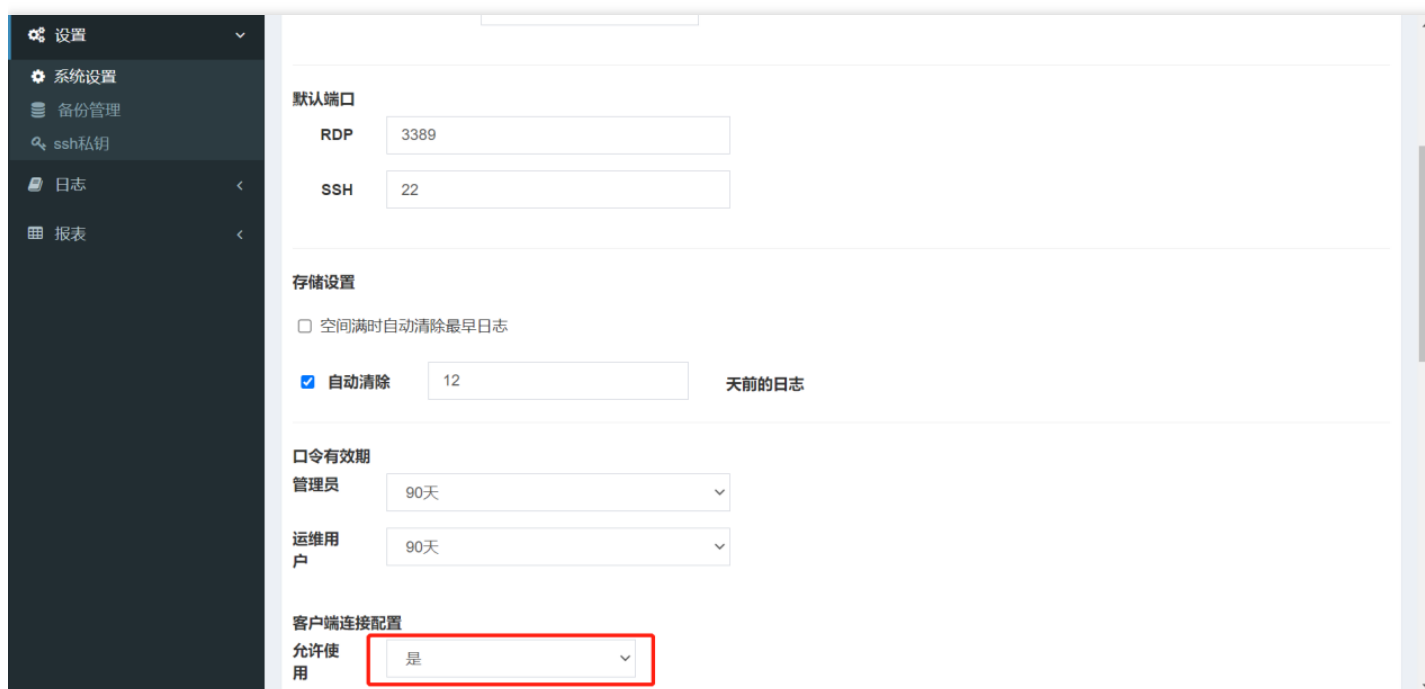 设置
系统设置
备份管理
ssh私钥
日志
报表
默认端口
RDP 3389
SSH 22
存储设置
空间满时自动清除最早日志
自动清除 12 天前的日志
口令有效期
管理员 90天
运维用
户 90天
客户端连接配置
允许使
用 是